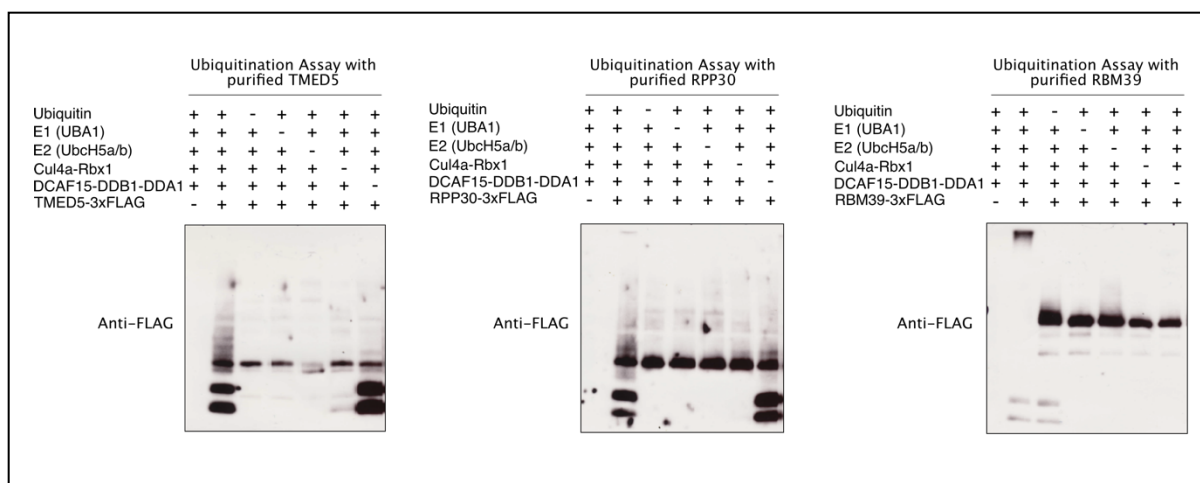 Ubiquitination Assay with
purified TMED5
Ubiquitin + + - + + + +
E1 (UBA1) + + + - + + +
E2 (UbcH5a/b) + + + + - + +
Cul4a-Rbx1 + + + + + - +
DCAF15-DDB1-DDA1 + + + + + + -
TMED5-3xFLAG - + + + + + +
Anti-FLAG
Ubiquitination Assay with
purified RPP30
Ubiquitin + + - + + + +
E1 (UBA1) + + + - + + +
E2 (UbcH5a/b) + + + + - + +
Cul4a-Rbx1 + + + + + - +
DCAF15-DDB1-DDA1 + + + + + + -
RPP30-3xFLAG - + + + + + +
Anti-FLAG
Ubiquitination Assay with
purified RBM39
Ubiquitin + + - + + + +
E1 (UBA1) + + + - + + +
E2 (UbcH5a/b) + + + + - + +
Cul4a-Rbx1 + + + + + - +
DCAF15-DDB1-DDA1 + + + + + + -
RBM39-3xFLAG - + + + + + +
Anti-FLAG